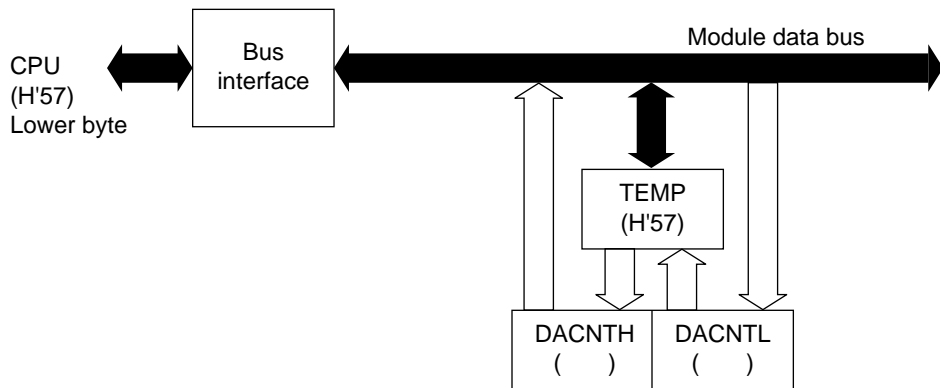 Module data bus
Bus
interface
CPU
(H'57)
Lower byte
TEMP
(H'57)
DACNTH
(      )
DACNTL
(      )